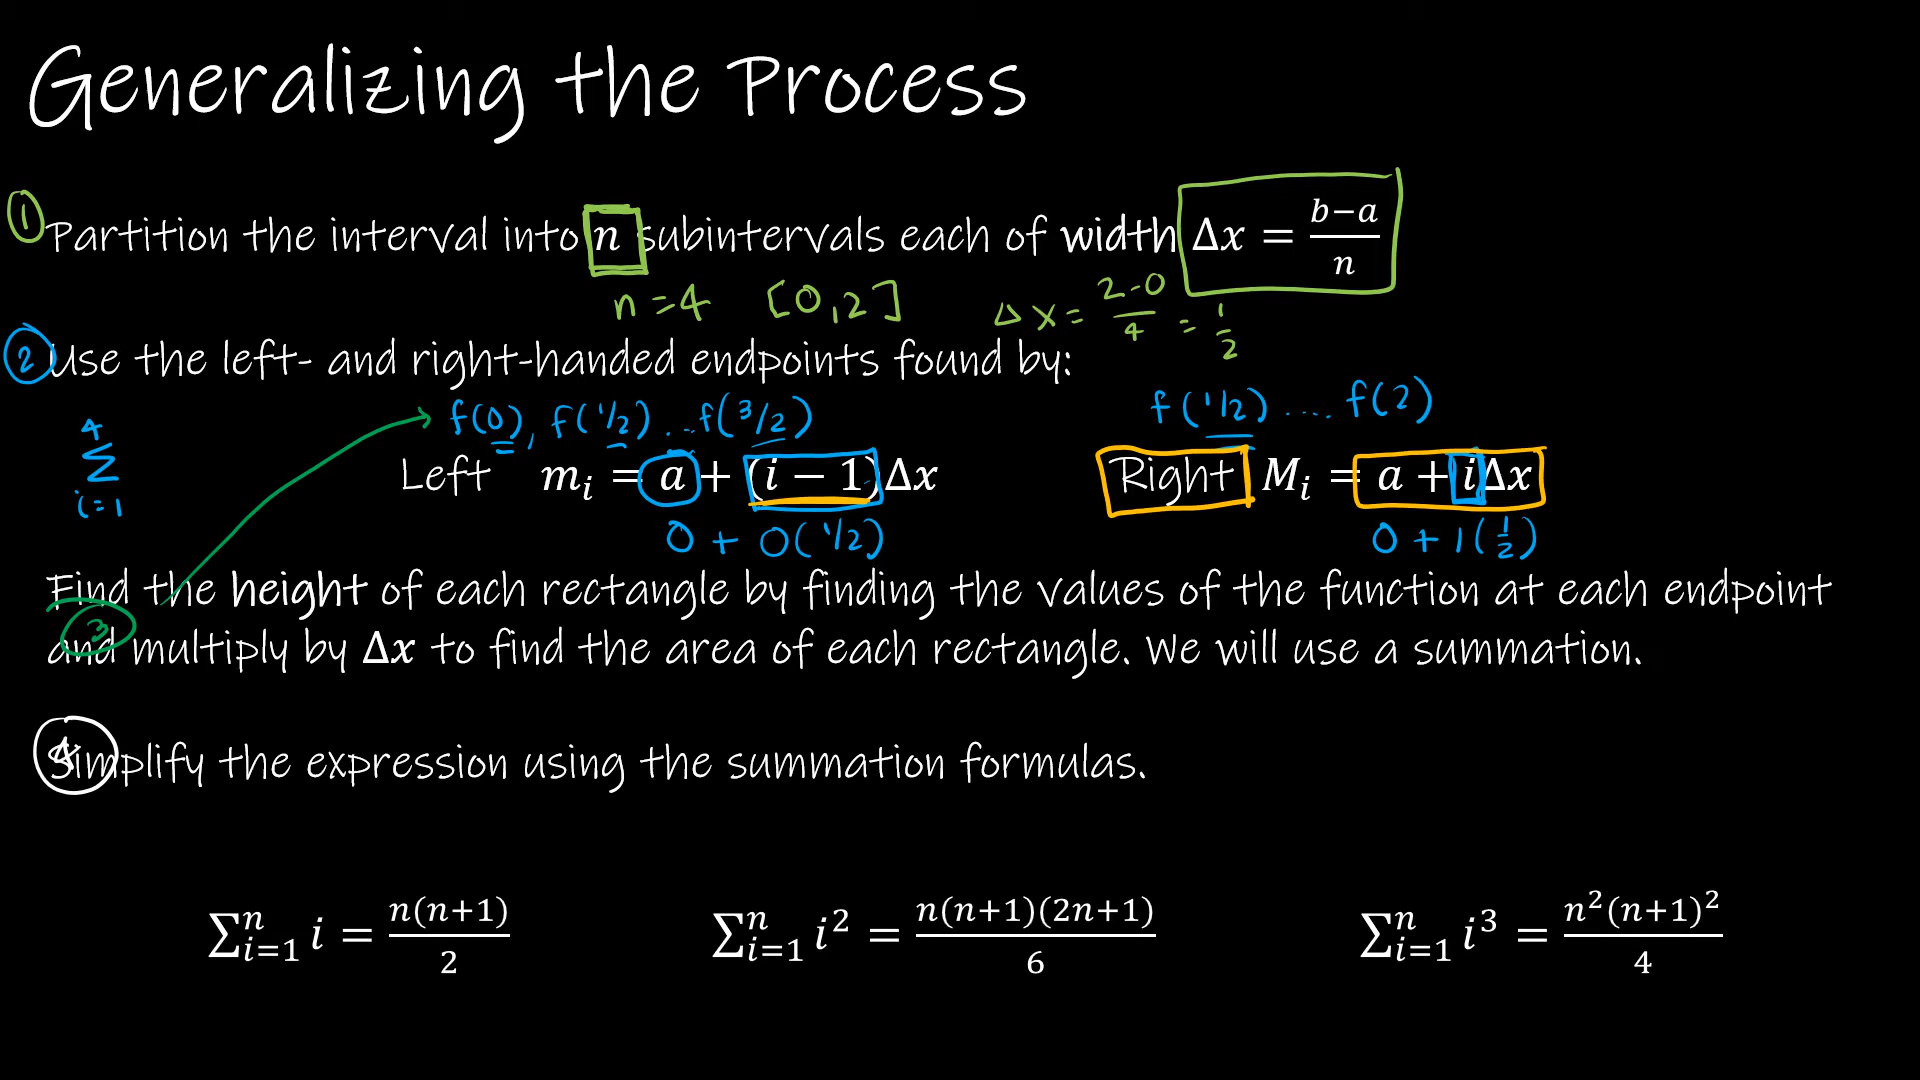 Generalizing the Process
① Partition the interval into n subintervals each of width Δx = (b−a)/n
n = 4 [0,2] Δx = (2-0)/4 = 1/2
② Use the left- and right-handed endpoints found by:
f(0), f(1/2) ... f(3/2) f(1/2) .... f(2)
4
Σ
i=1
Left mᵢ = a + (i − 1)Δx Right Mᵢ = a + iΔx
0 + 0(1/2) 0 + 1(1/2)
Find the height of each rectangle by finding the values of the function at each endpoint
③ and multiply by Δx to find the area of each rectangle. We will use a summation.
④ Simplify the expression using the summation formulas.
∑ⁿᵢ₌₁ i = n(n+1)/2 ∑ⁿᵢ₌₁ i² = n(n+1)(2n+1)/6 ∑ⁿᵢ₌₁ i³ = n²(n+1)²/4